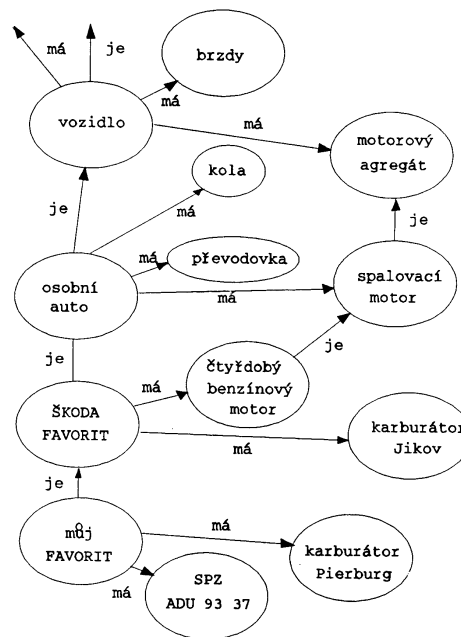 má
je
brzdy
má
vozidlo
má
motorový
agregát
kola
je
má
je
převodovka
má
osobní
auto
má
spalovací
motor
je
čtyřdobý
benzínový
motor
je
má
ŠKODA
FAVORIT
má
karburátor
Jikov
je
můj
FAVORIT
má
karburátor
Pierburg
má
SPZ
ADU 93 37